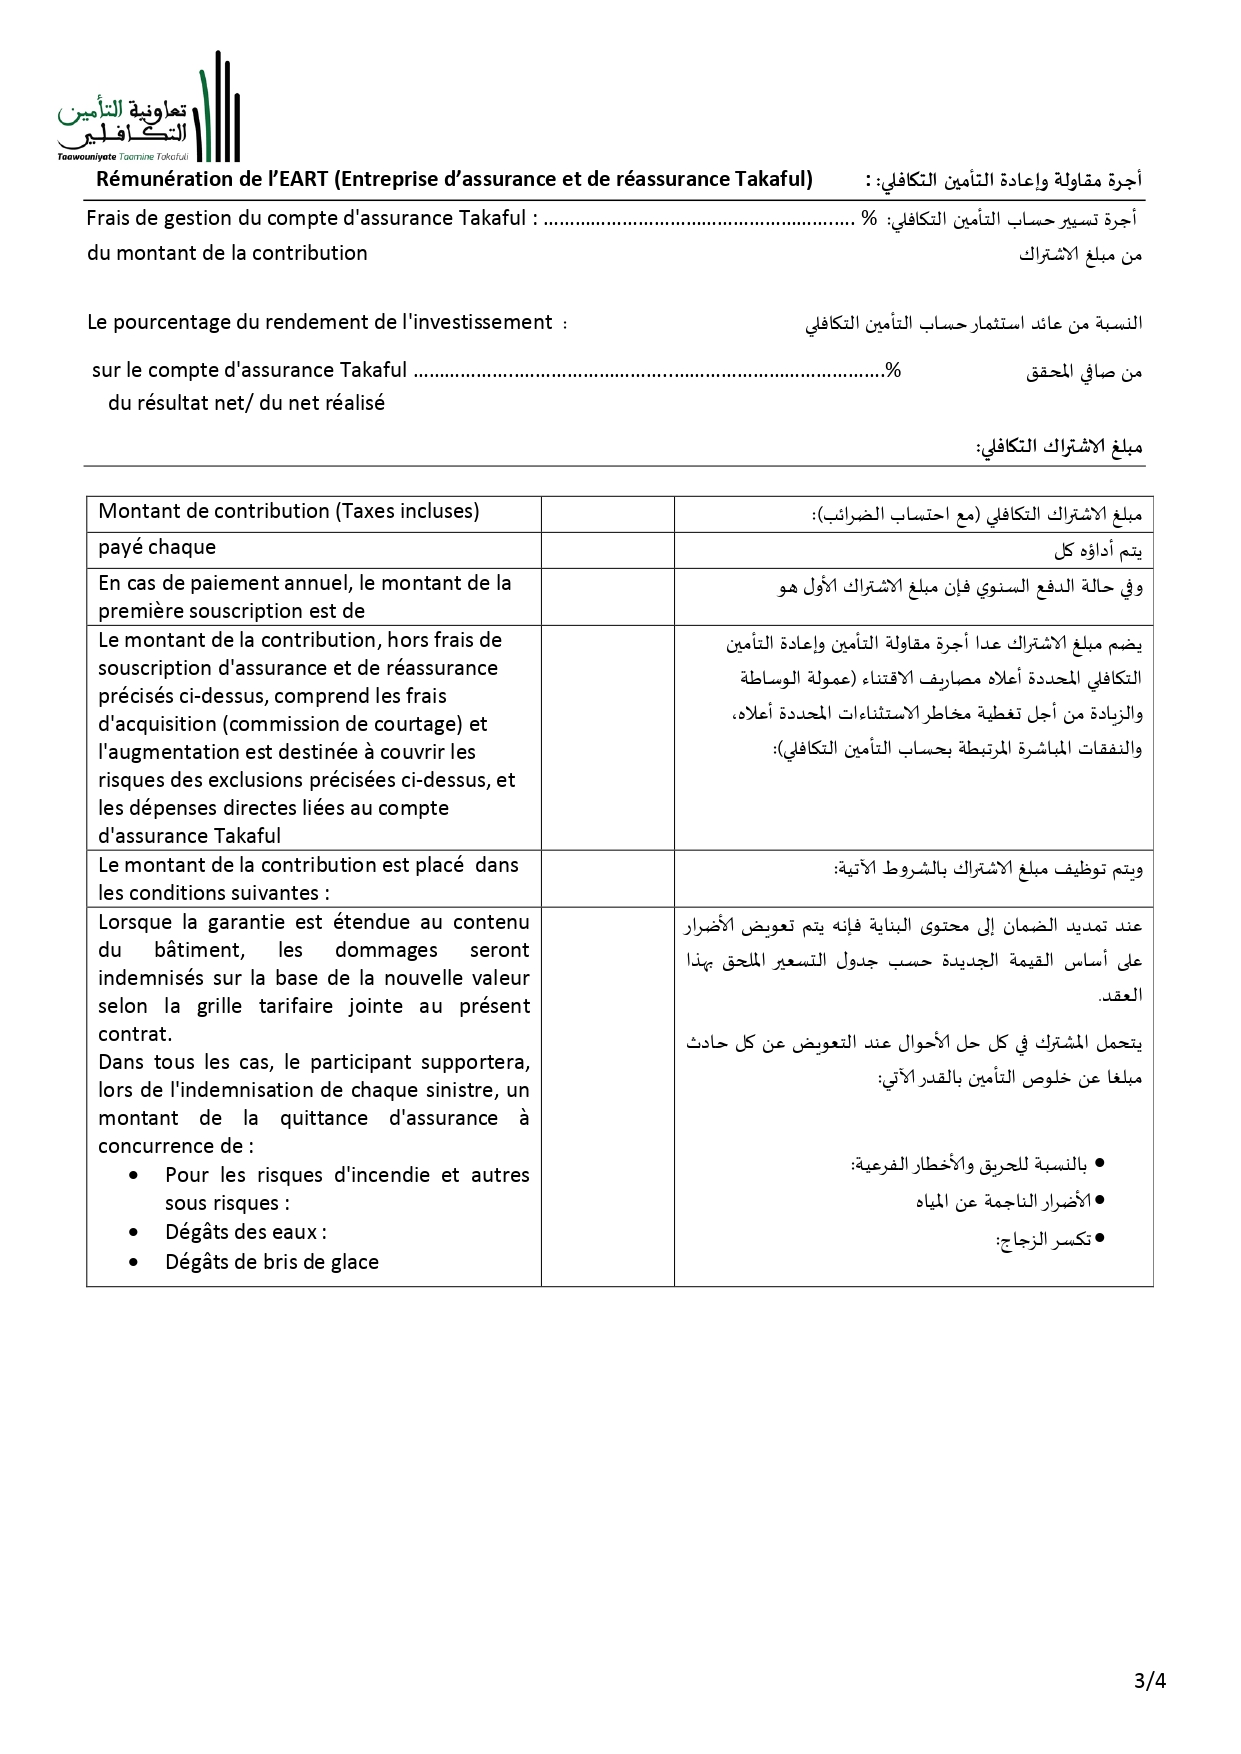 تعاونية التأمين
التكافلي
Taawouniyate Taamine Takafuli
Rémunération de l’EART (Entreprise d’assurance et de réassurance Takaful) : أجرة مقاولة وإعادة التأمين التكافلي:
Frais de gestion du compte d'assurance Takaful : ………………………………………………….. % أجرة تسيير حساب التأمين التكافلي:
du montant de la contribution من مبلغ الاشتراك
Le pourcentage du rendement de l'investissement : النسبة من عائد استثمار حساب التأمين التكافلي
sur le compte d'assurance Takaful ……………………………………………………………………………….% من صافي المحقق
du résultat net/ du net réalisé
مبلغ الاشتراك التكافلي:
Montant de contribution (Taxes incluses)
مبلغ الاشتراك التكافلي (مع احتساب الضرائب):
payé chaque
يتم أداؤه كل
En cas de paiement annuel, le montant de la
première souscription est de
وفي حالة الدفع السنوي فإن مبلغ الاشتراك الأول هو
Le montant de la contribution, hors frais de
souscription d'assurance et de réassurance
précisés ci-dessus, comprend les frais
d'acquisition (commission de courtage) et
l'augmentation est destinée à couvrir les
risques des exclusions précisées ci-dessus, et
les dépenses directes liées au compte
d'assurance Takaful
يضم مبلغ الاشتراك عدا أجرة مقاولة التأمين وإعادة التأمين
التكافلي المحددة أعلاه مصاريف الاقتناء (عمولة الوساطة
والزيادة من أجل تغطية مخاطر الاستثناءات المحددة أعلاه،
والنفقات المباشرة المرتبطة بحساب التأمين التكافلي):
Le montant de la contribution est placé dans
les conditions suivantes :
ويتم توظيف مبلغ الاشتراك بالشروط الآتية:
Lorsque la garantie est étendue au contenu
du bâtiment, les dommages seront
indemnisés sur la base de la nouvelle valeur
selon la grille tarifaire jointe au présent
contrat.
Dans tous les cas, le participant supportera,
lors de l'indemnisation de chaque sinistre, un
montant de la quittance d'assurance à
concurrence de :
• Pour les risques d'incendie et autres
sous risques :
• Dégâts des eaux :
• Dégâts de bris de glace
عند تمديد الضمان إلى محتوى البناية فإنه يتم تعويض الأضرار
على أساس القيمة الجديدة حسب جدول التسعير الملحق بهذا
العقد.
يتحمل المشترك في كل حل الأحوال عند التعويض عن كل حادث
مبلغا عن خلوص التأمين بالقدر الآتي:
• بالنسبة للحريق والأخطار الفرعية:
• الأضرار الناجمة عن المياه
• تكسر الزجاج:
3/4